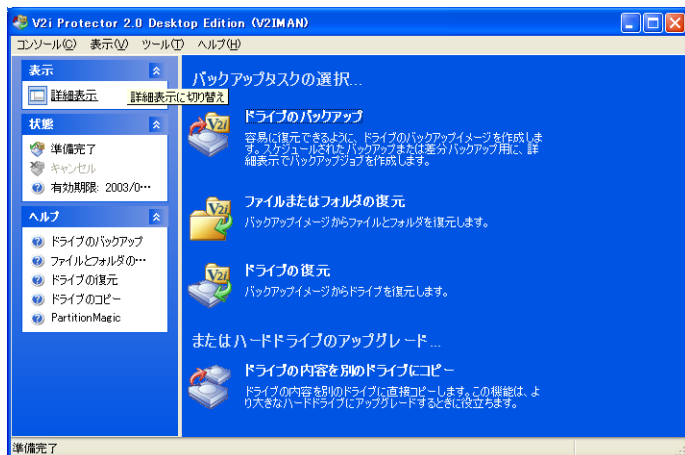 V2i Protector 2.0 Desktop Edition (V2IMAN)
コンソール(C) 表示(V) ツール(T) ヘルプ(H)
表示
詳細表示
詳細表示に切り替え
状態
準備完了
キャンセル
有効期限: 2003/0…
ヘルプ
ドライブのバックアップ
ファイルとフォルダの…
ドライブの復元
ドライブのコピー
PartitionMagic
バックアップタスクの選択...
V2i
ドライブのバックアップ
容易に復元できるように、ドライブのバックアップイメージを作成しま
す。スケジュールされたバックアップまたは差分バックアップ用に、詳
細表示でバックアップジョブを作成します。
V2i
ファイルまたはフォルダの復元
バックアップイメージからファイルとフォルダを復元します。
V2i
ドライブの復元
バックアップイメージからドライブを復元します。
またはハードドライブのアップグレード...
ドライブの内容を別のドライブにコピー
ドライブの内容を別のドライブに直接コピーします。この機能は、よ
り大きなハードドライブにアップグレードするときに役立ちます。
準備完了